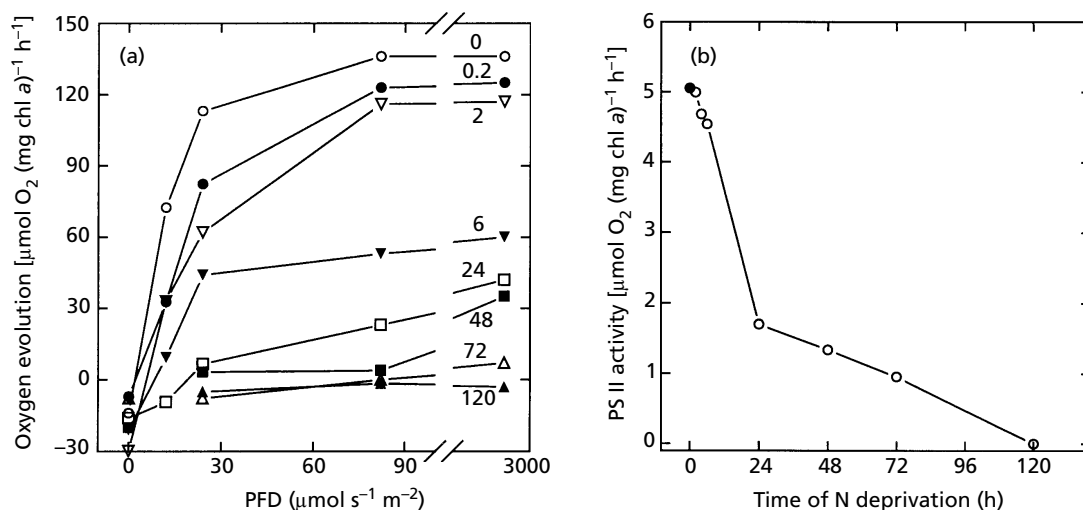 (a)
Oxygen evolution [µmol O₂ (mg chl a)⁻¹ h⁻¹]
150
120
90
60
30
0
−30
0
0.2
2
6
24
48
72
120
0 30 60 90 3000
PFD (µmol s⁻¹ m⁻²)
(b)
PS II activity [µmol O₂ (mg chl a)⁻¹ h⁻¹]
6
5
4
3
2
1
0
0 24 48 72 96 120
Time of N deprivation (h)